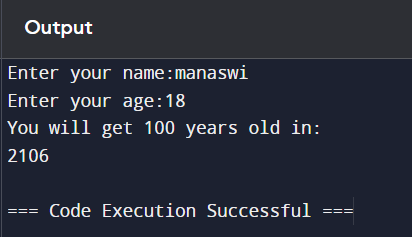 Output
Enter your name:manaswi
Enter your age:18
You will get 100 years old in:
2106
=== Code Execution Successful ===